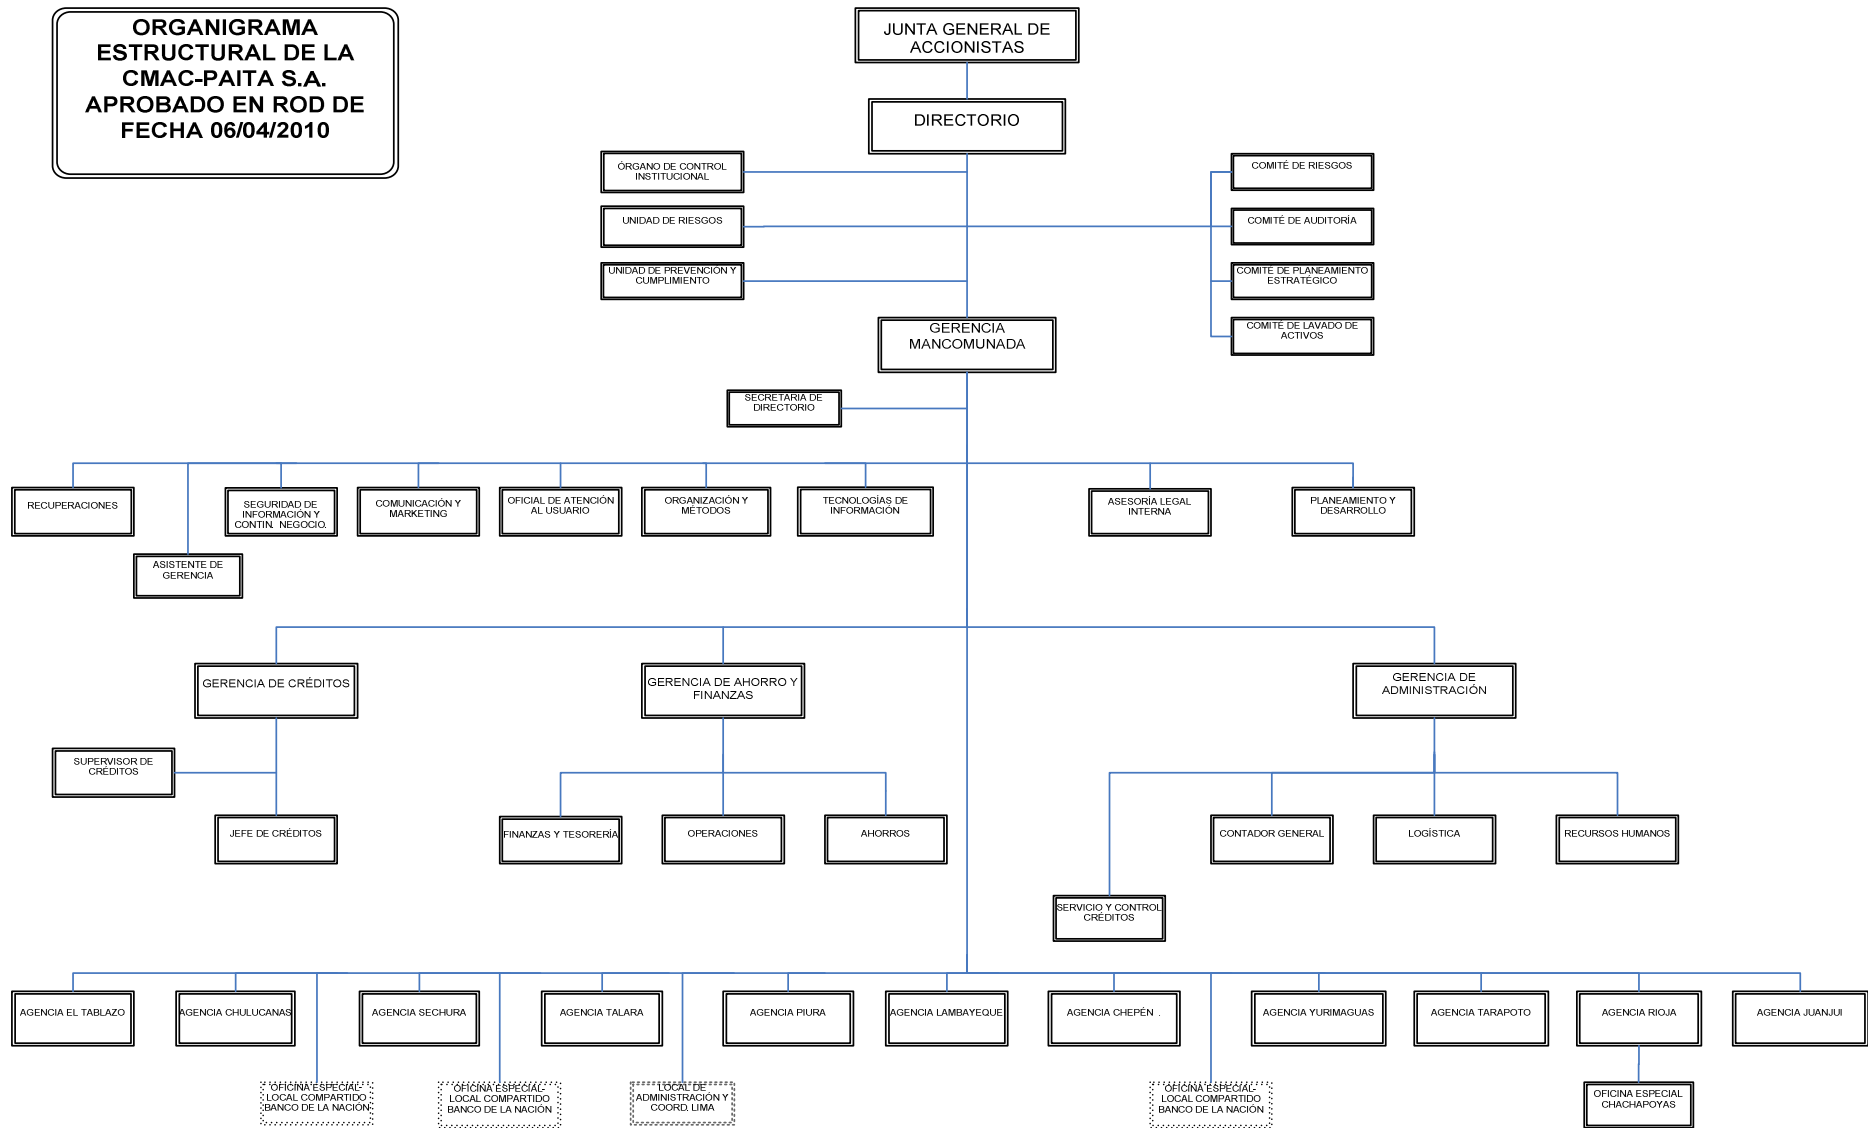 ORGANIGRAMA
ESTRUCTURAL DE LA
CMAC-PAITA S.A.
APROBADO EN ROD DE
FECHA 06/04/2010
JUNTA GENERAL DE
ACCIONISTAS
DIRECTORIO
ÓRGANO DE CONTROL
INSTITUCIONAL
COMITÉ DE RIESGOS
UNIDAD DE RIESGOS
COMITÉ DE AUDITORÍA
UNIDAD DE PREVENCIÓN Y
CUMPLIMIENTO
COMITÉ DE PLANEAMIENTO
ESTRATÉGICO
GERENCIA
MANCOMUNADA
COMITÉ DE LAVADO DE
ACTIVOS
SECRETARIA DE
DIRECTORIO
RECUPERACIONES
SEGURIDAD DE
INFORMACIÓN Y
CONTIN. NEGOCIO.
COMUNICACIÓN Y
MARKETING
OFICIAL DE ATENCIÓN
AL USUARIO
ORGANIZACIÓN Y
MÉTODOS
TECNOLOGÍAS DE
INFORMACIÓN
ASESORÍA LEGAL
INTERNA
PLANEAMIENTO Y
DESARROLLO
ASISTENTE DE
GERENCIA
GERENCIA DE CRÉDITOS
GERENCIA DE AHORRO Y
FINANZAS
GERENCIA DE
ADMINISTRACIÓN
SUPERVISOR DE
CRÉDITOS
JEFE DE CRÉDITOS
FINANZAS Y TESORERÍA
OPERACIONES
AHORROS
CONTADOR GENERAL
LOGÍSTICA
RECURSOS HUMANOS
SERVICIO Y CONTROL
CRÉDITOS
AGENCIA EL TABLAZO
AGENCIA CHULUCANAS
AGENCIA SECHURA
AGENCIA TALARA
AGENCIA PIURA
AGENCIA LAMBAYEQUE
AGENCIA CHEPÉN .
AGENCIA YURIMAGUAS
AGENCIA TARAPOTO
AGENCIA RIOJA
AGENCIA JUANJUI
OFICINA ESPECIAL-
LOCAL COMPARTIDO
BANCO DE LA NACIÓN
OFICINA ESPECIAL-
LOCAL COMPARTIDO
BANCO DE LA NACIÓN
LOCAL DE
ADMINISTRACIÓN Y
COORD. LIMA
OFICINA ESPECIAL-
LOCAL COMPARTIDO
BANCO DE LA NACIÓN
OFICINA ESPECIAL
CHACHAPOYAS